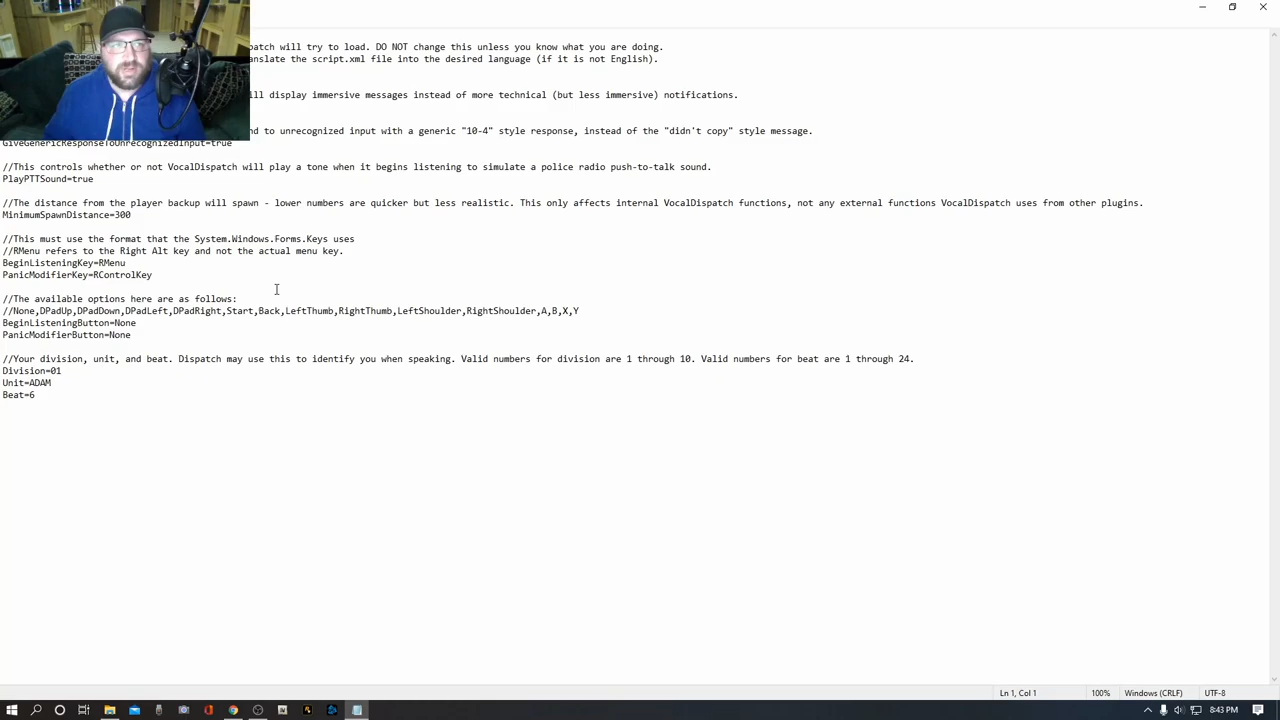 patch will try to load. DO NOT change this unless you know what you are doing.
anslate the script.xml file into the desired language (if it is not English).
ll display immersive messages instead of more technical (but less immersive) notifications.
nd to unrecognized input with a generic "10-4" style response, instead of the "didn't copy" style message.
GiveGenericResponseToUnrecognizedInput=true
//This controls whether or not VocalDispatch will play a tone when it begins listening to simulate a police radio push-to-talk sound.
PlayPTTSound=true
//The distance from the player backup will spawn - lower numbers are quicker but less realistic. This only affects internal VocalDispatch functions, not any external functions VocalDispatch uses from other plugins.
MinimumSpawnDistance=300
//This must use the format that the System.Windows.Forms.Keys uses
//RMenu refers to the Right Alt key and not the actual menu key.
BeginListeningKey=RMenu
PanicModifierKey=RControlKey
//The available options here are as follows:
//None,DPadUp,DPadDown,DPadLeft,DPadRight,Start,Back,LeftThumb,RightThumb,LeftShoulder,RightShoulder,A,B,X,Y
BeginListeningButton=None
PanicModifierButton=None
//Your division, unit, and beat. Dispatch may use this to identify you when speaking. Valid numbers for division are 1 through 10. Valid numbers for beat are 1 through 24.
Division=01
Unit=ADAM
Beat=6
Ln 1, Col 1 100% Windows (CRLF) UTF-8
8:43 PM